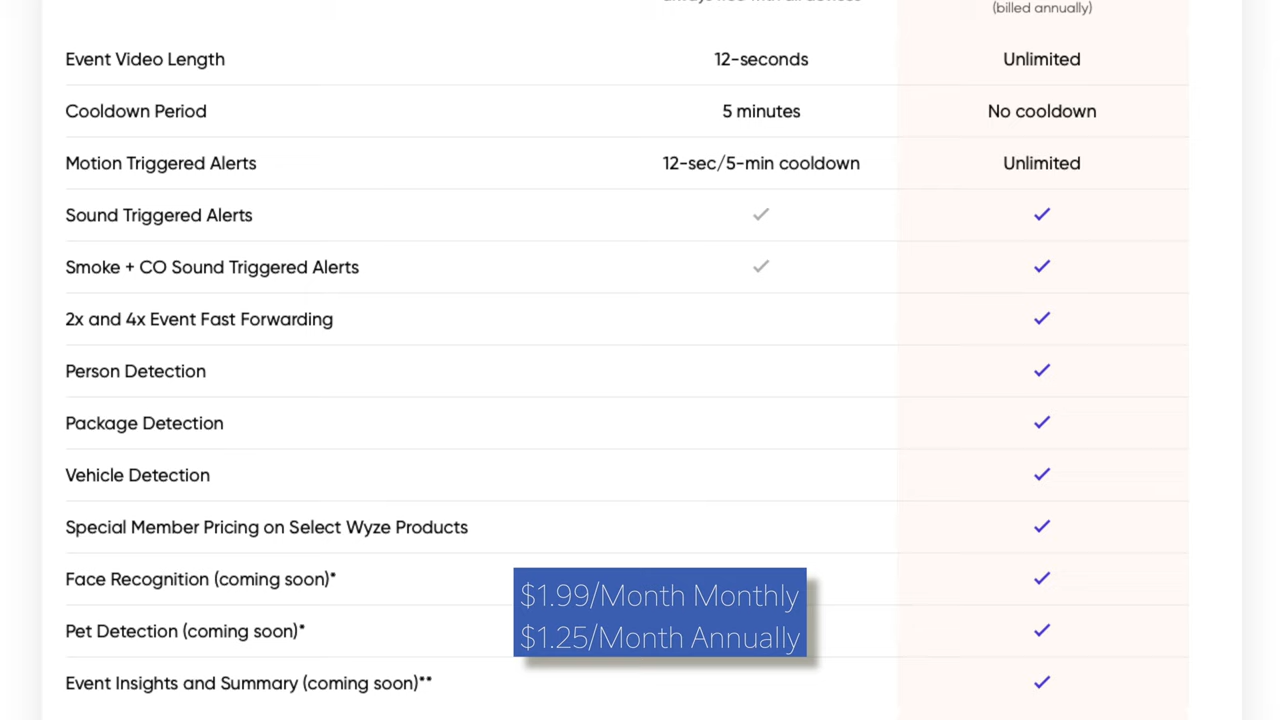 (billed annually)
Event Video Length 12-seconds Unlimited
Cooldown Period 5 minutes No cooldown
Motion Triggered Alerts 12-sec/5-min cooldown Unlimited
Sound Triggered Alerts
Smoke + CO Sound Triggered Alerts
2x and 4x Event Fast Forwarding
Person Detection
Package Detection
Vehicle Detection
Special Member Pricing on Select Wyze Products
Face Recognition (coming soon)*
$1.99/Month Monthly
Pet Detection (coming soon)*
$1.25/Month Annually
Event Insights and Summary (coming soon)**